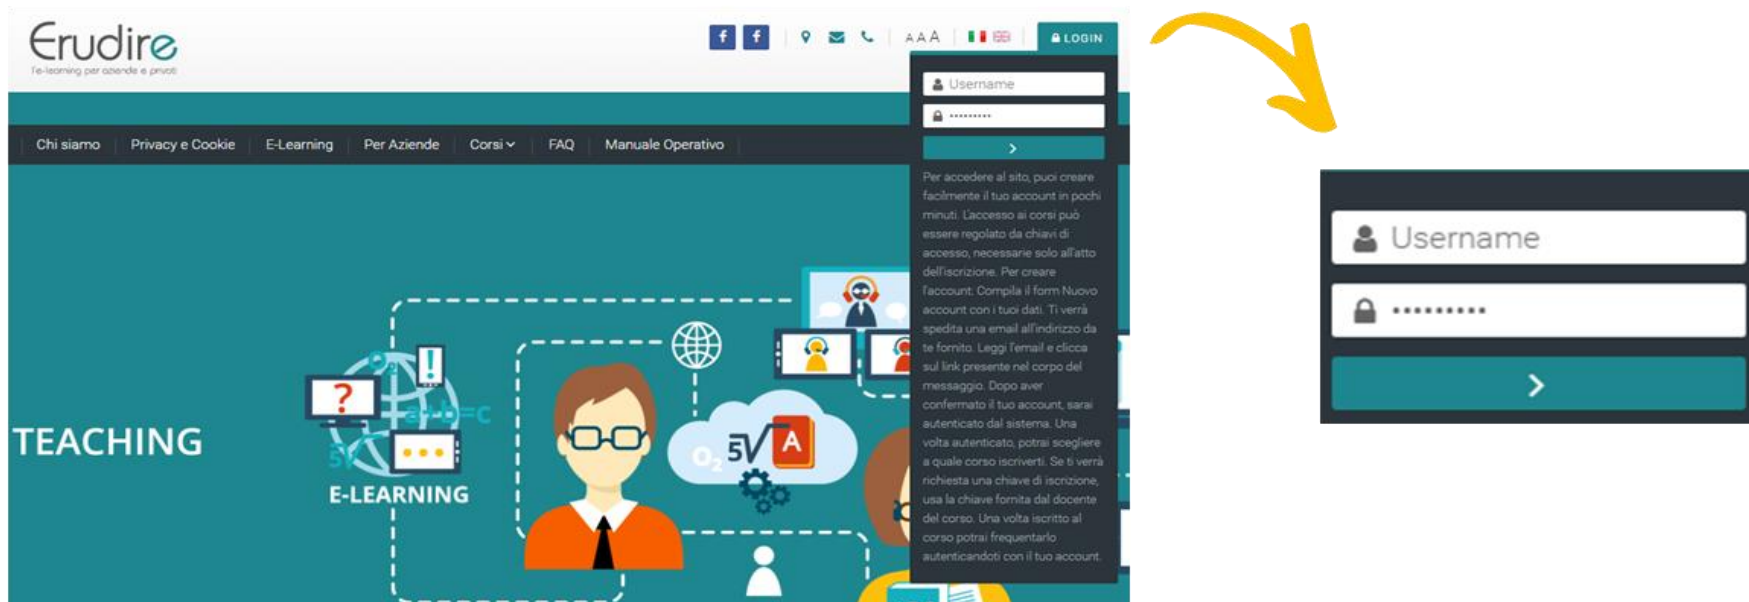 Erudire
l'e-learning per aziende e privati
A A A
LOGIN
Username
•••••••••
Chi siamo
Privacy e Cookie
E-Learning
Per Aziende
Corsi
FAQ
Manuale Operativo
Per accedere al sito, puoi creare
facilmente il tuo account in pochi
minuti. L'accesso ai corsi può
essere regolato da chiavi di
accesso, necessarie solo all'atto
dell'iscrizione. Per creare
l'account: Compila il form Nuovo
account con i tuoi dati. Ti verrà
spedita una email all'indirizzo da
te fornito. Leggi l'email e clicca
sul link presente nel corpo del
messaggio. Dopo aver
confermato il tuo account, sarai
autenticato dal sistema. Una
volta autenticato, potrai scegliere
a quale corso iscriverti. Se ti verrà
richiesta una chiave di iscrizione,
usa la chiave fornita dal docente
del corso. Una volta iscritto al
corso potrai frequentarlo
autenticandoti con il tuo account.
TEACHING
O2
!
?
a+b=c
5√
E-LEARNING
O2
5√
A
Username
•••••••••